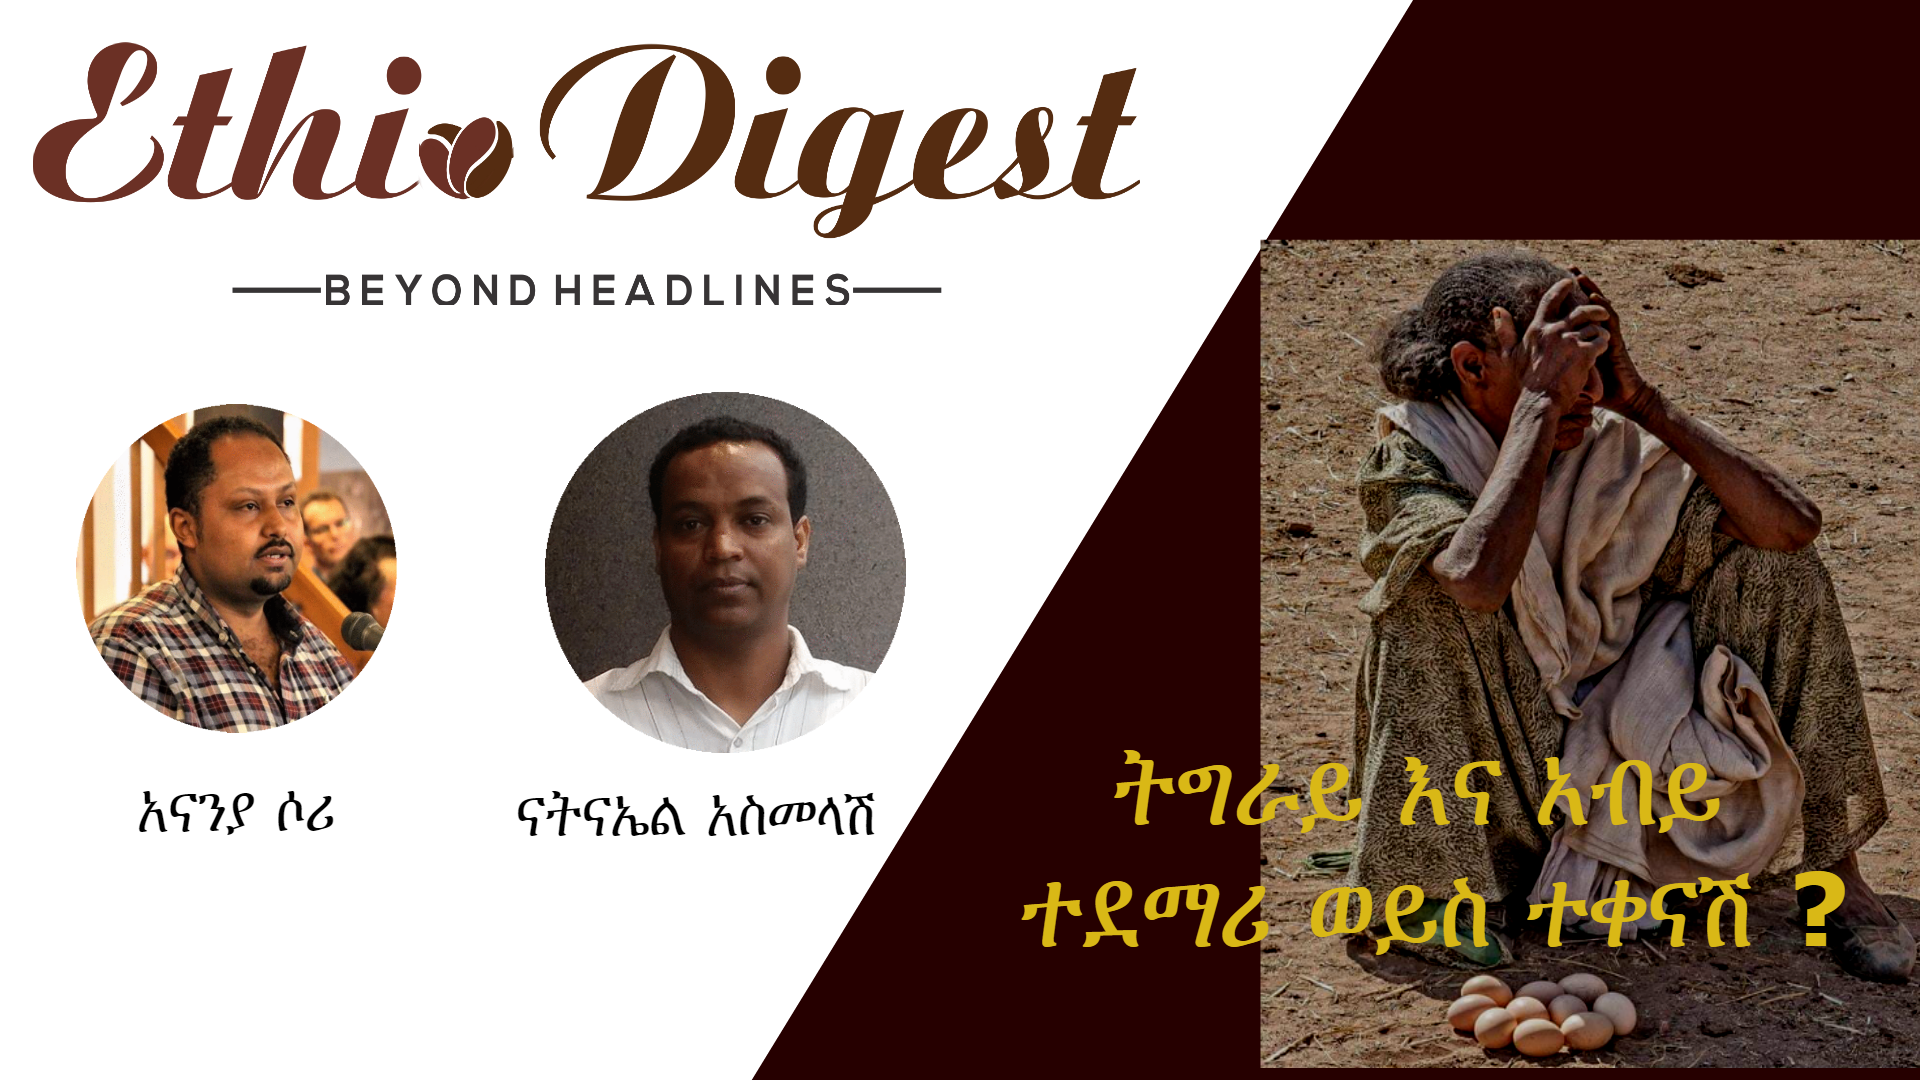 Ethio Digest
BEYOND HEADLINES
አናንያ ሶሪ
ናትናኤል አስመላሽ
ትግራይ እና አብይ
ተደማሪ ወይስ ተቀናሽ ?